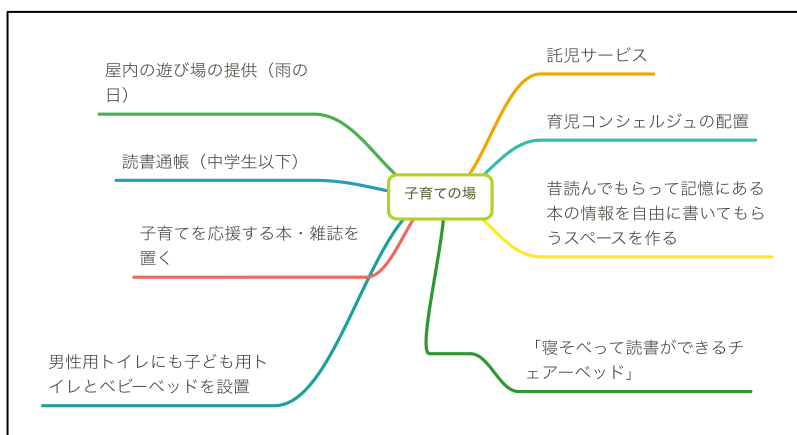 屋内の遊び場の提供（雨の
日）
読書通帳（中学生以下）
子育てを応援する本・雑誌を
置く
男性用トイレにも子ども用ト
イレとベビーベッドを設置
子育ての場
託児サービス
育児コンシェルジュの配置
昔読んでもらって記憶にある
本の情報を自由に書いてもら
うスペースを作る
「寝そべって読書ができるチ
ェアーベッド」